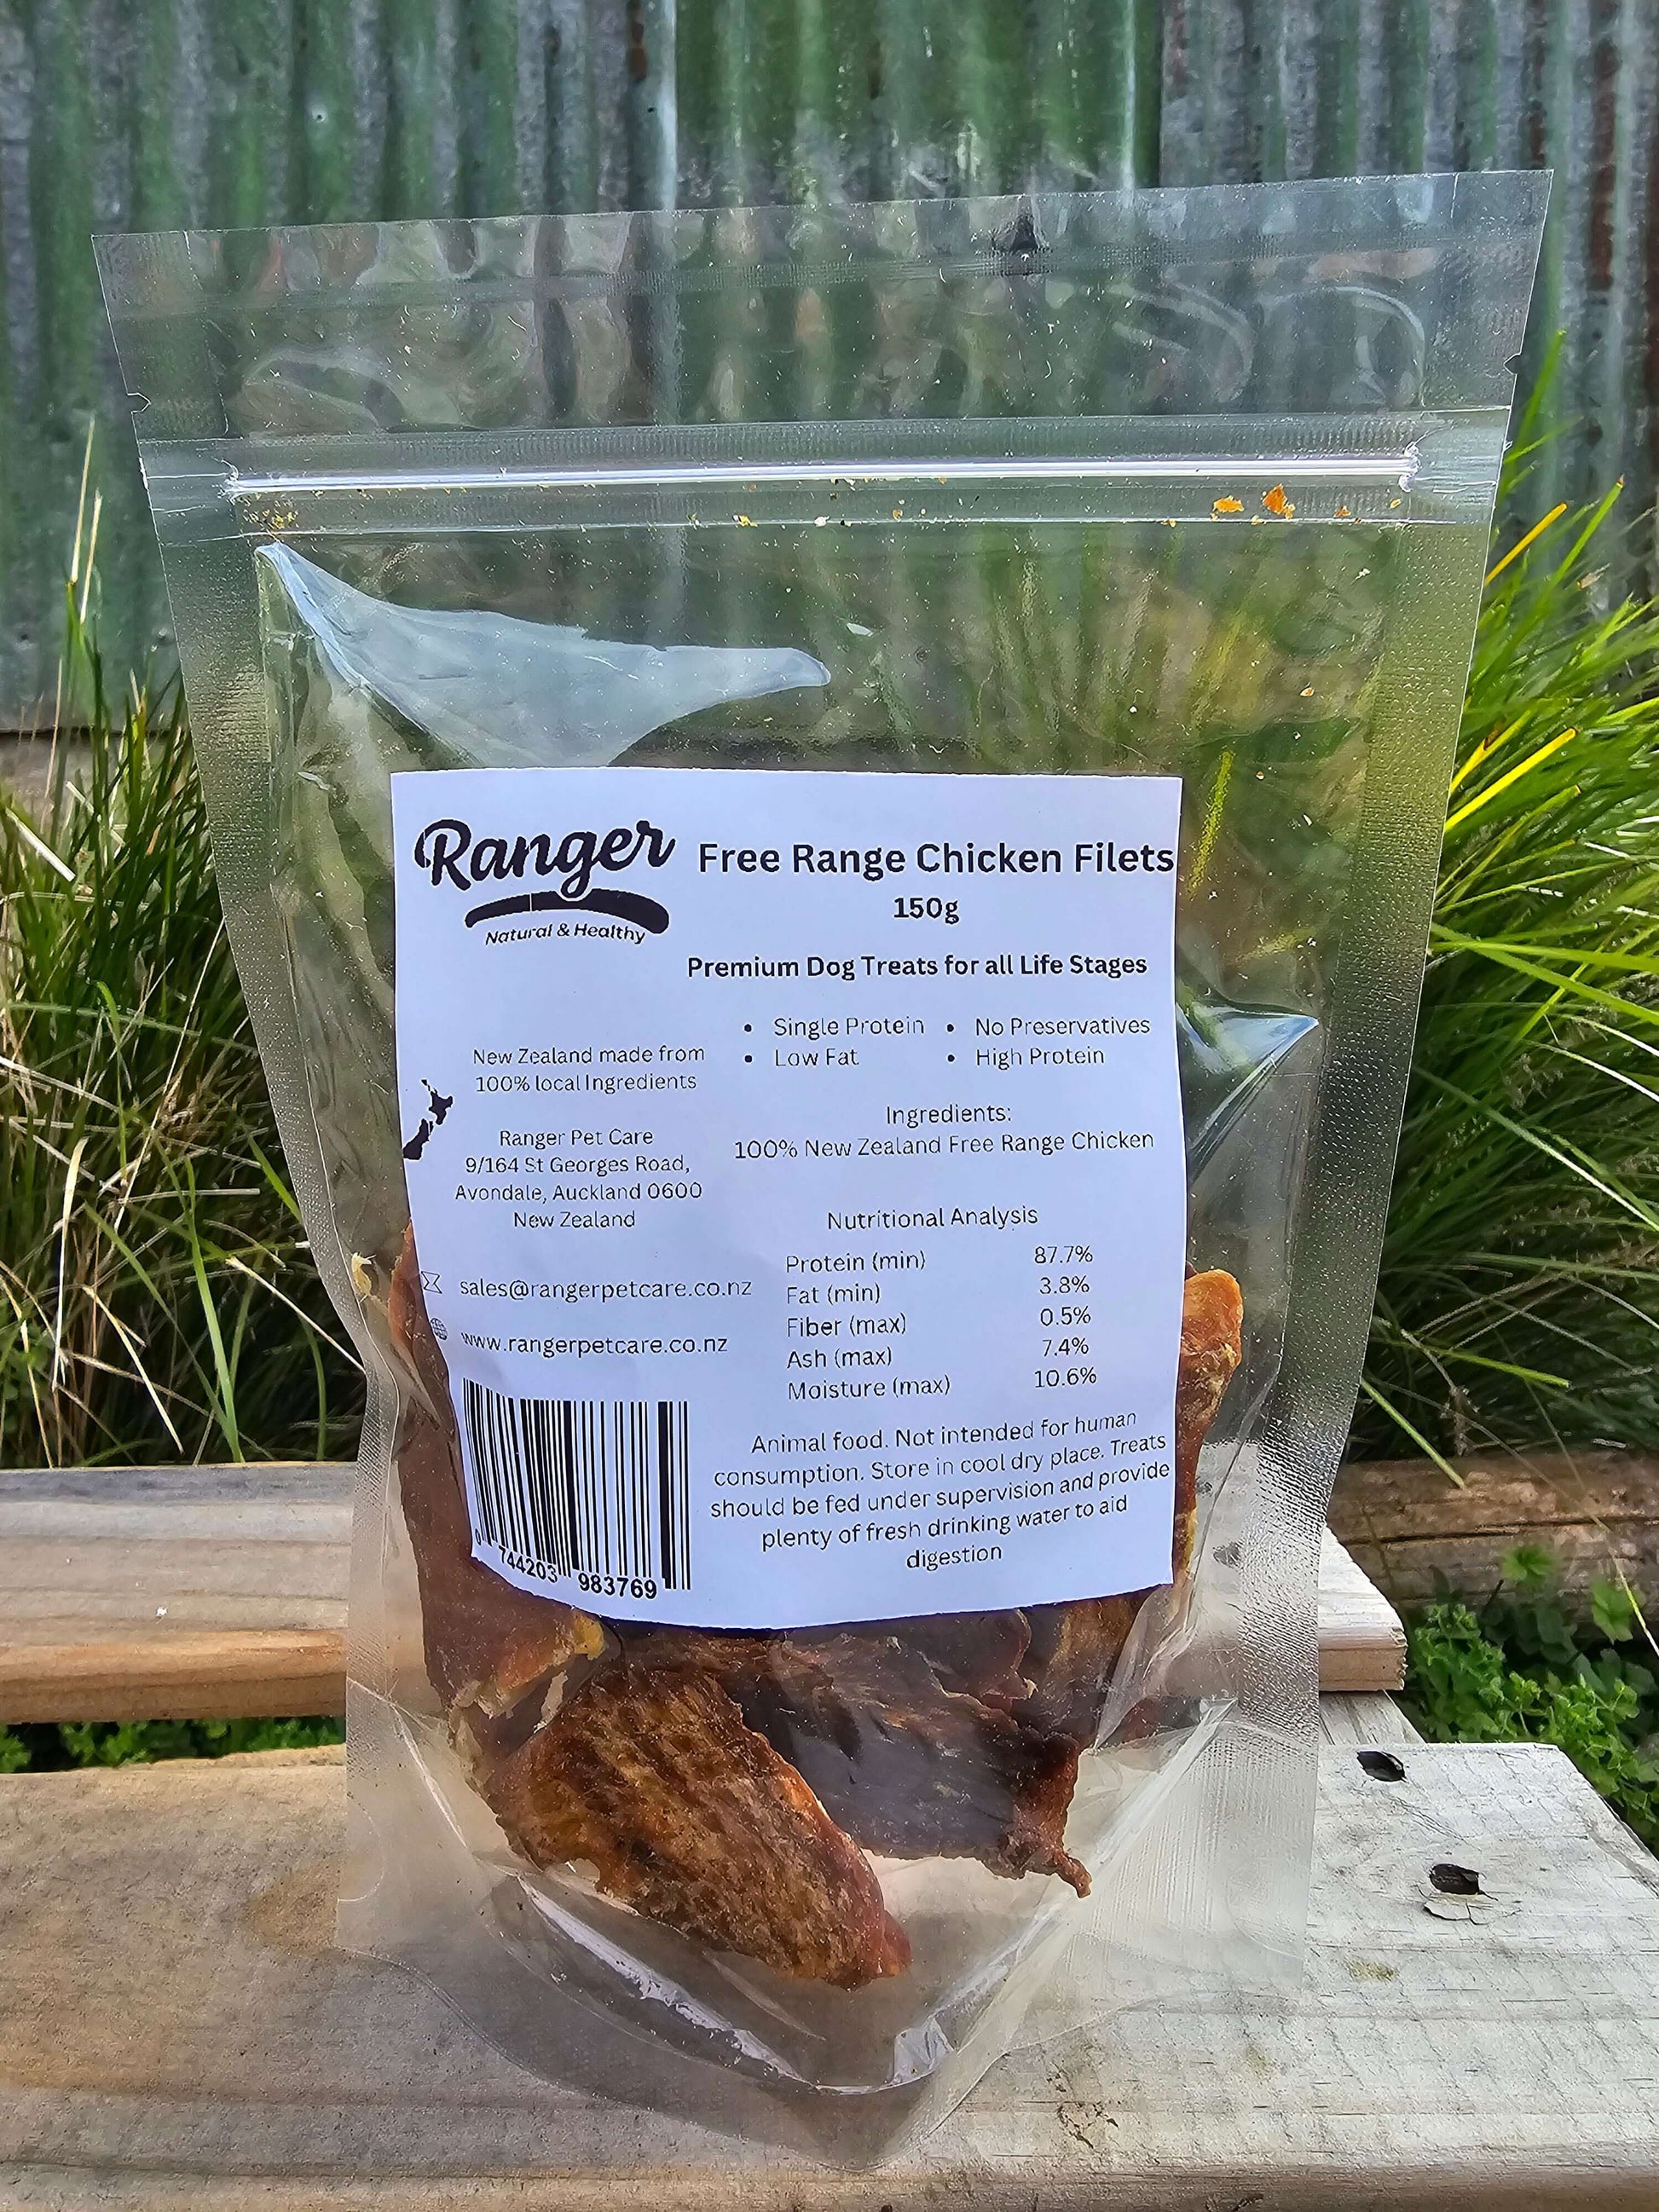 Ranger
Natural & Healthy
Free Range Chicken Filets
150g
Premium Dog Treats for all Life Stages
• Single Protein • No Preservatives
• Low Fat • High Protein
New Zealand made from
100% local Ingredients
Ranger Pet Care
9/164 St Georges Road,
Avondale, Auckland 0600
New Zealand
sales@rangerpetcare.co.nz
www.rangerpetcare.co.nz
Ingredients:
100% New Zealand Free Range Chicken
Nutritional Analysis
Protein (min) 87.7%
Fat (min) 3.8%
Fiber (max) 0.5%
Ash (max) 7.4%
Moisture (max) 10.6%
Animal food. Not intended for human
consumption. Store in cool dry place. Treats
should be fed under supervision and provide
plenty of fresh drinking water to aid
digestion
0 744203 983769